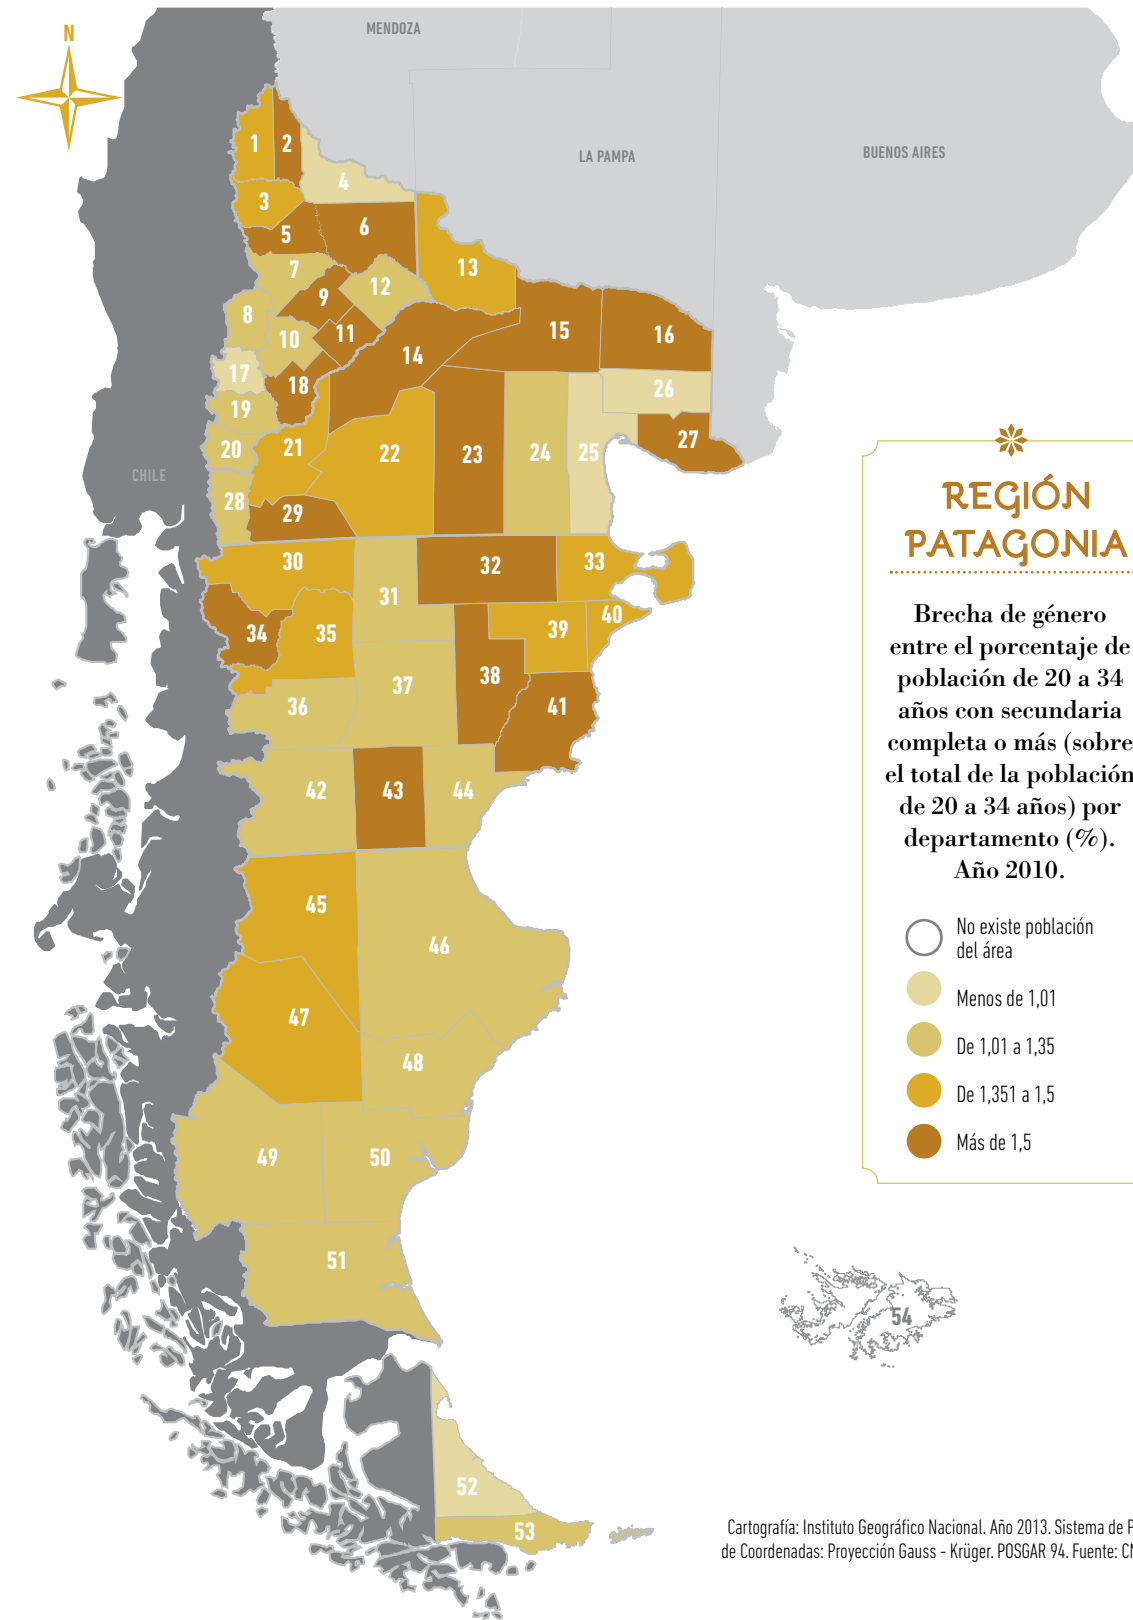 N
MENDOZA
LA PAMPA
BUENOS AIRES
CHILE
1
2
3
4
5
6
7
8
9
10
11
12
13
14
15
16
17
18
19
20
21
22
23
24
25
26
27
28
29
30
31
32
33
34
35
36
37
38
39
40
41
42
43
44
45
46
47
48
49
50
51
52
53
54
REGIÓN
PATAGONIA
Brecha de género
entre el porcentaje de
población de 20 a 34
años con secundaria
completa o más (sobre
el total de la población
de 20 a 34 años) por
departamento (%).
Año 2010.
No existe población
del área
Menos de 1,01
De 1,01 a 1,35
De 1,351 a 1,5
Más de 1,5
Cartografía: Instituto Geográfico Nacional. Año 2013. Sistema de
de Coordenadas: Proyección Gauss - Krüger. POSGAR 94. Fuente: